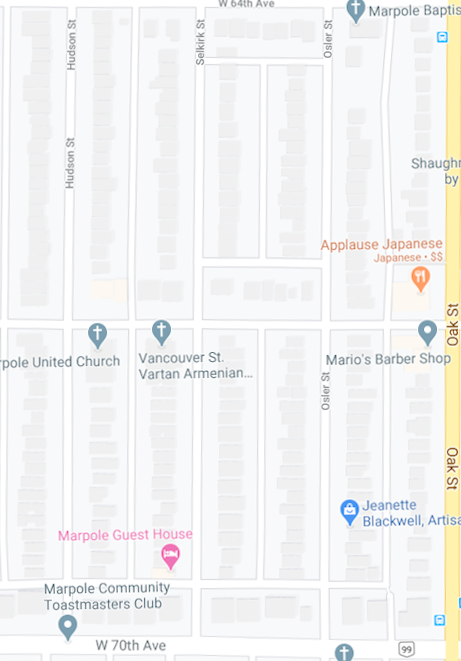 W 64th Ave
Marpole Baptis
Hudson St
Selkirk St
Osler St
Hudson St
Shaughn
by
Applause Japanese
Japanese • $$
Oak St
rpole United Church
Vancouver St.
Vartan Armenian...
Mario's Barber Shop
Osler St
Oak St
Jeanette
Blackwell, Artisa
Marpole Guest House
Marpole Community
Toastmasters Club
W 70th Ave
99